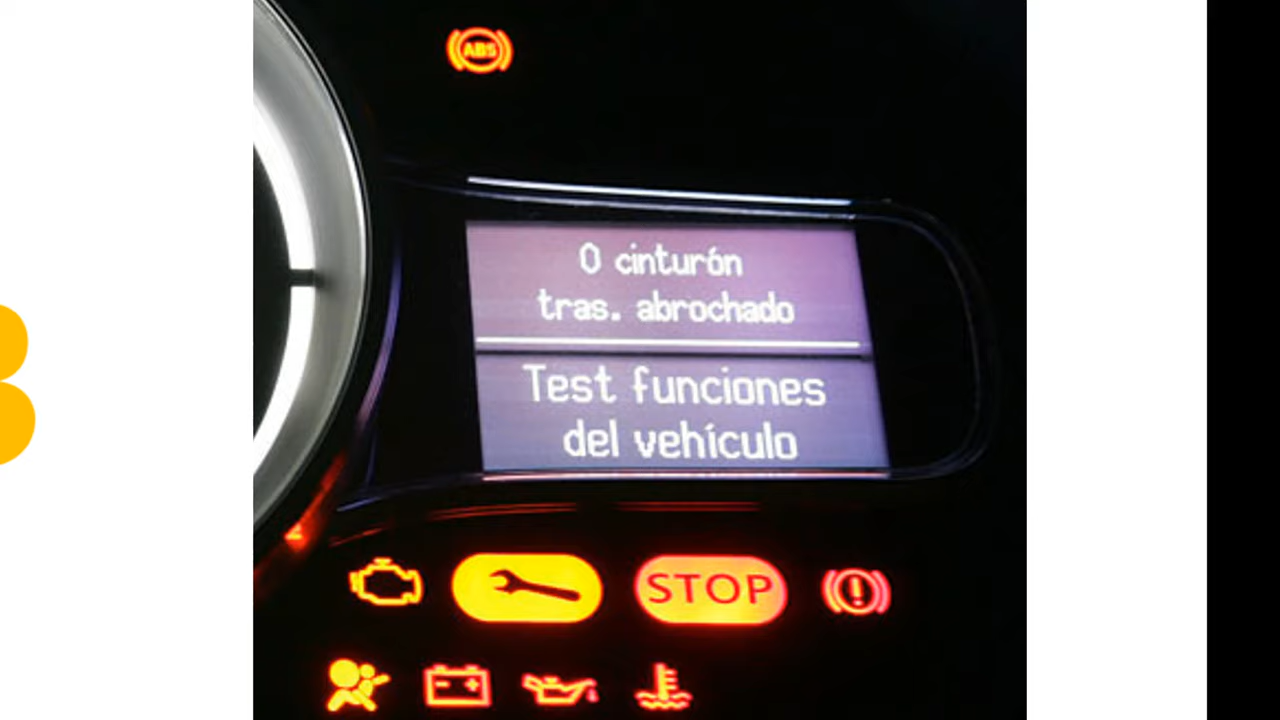 ABS
0 cinturón
tras. abrochado
Test funciones
del vehículo
STOP